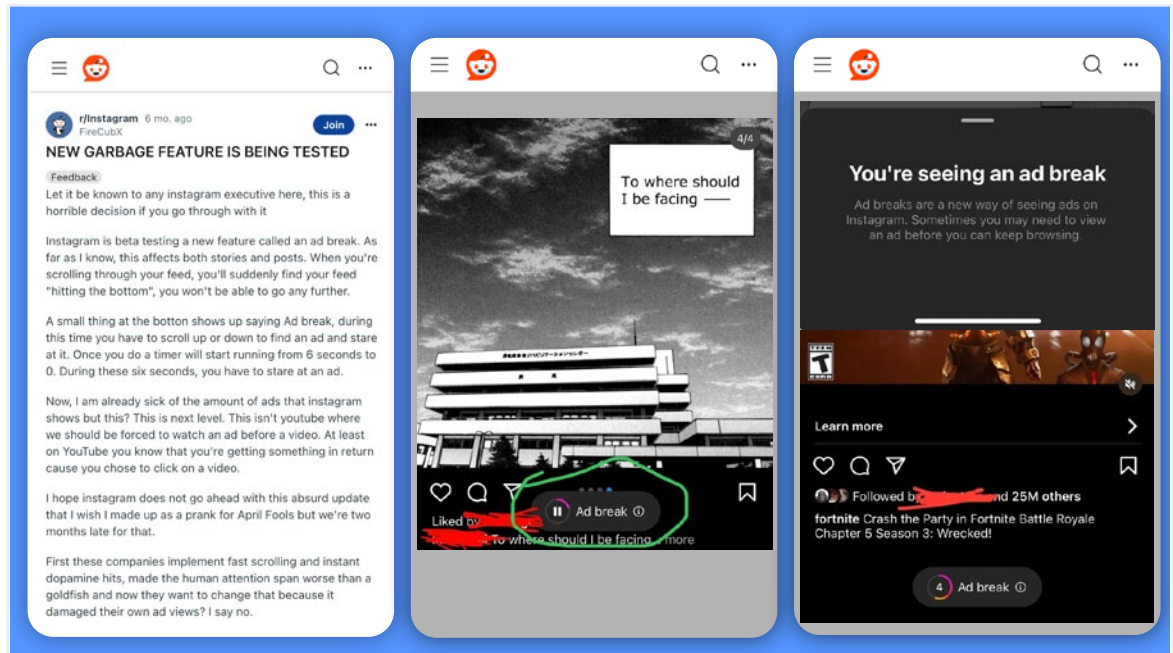 r/Instagram 6 mo. ago
FireCubX
Join
NEW GARBAGE FEATURE IS BEING TESTED
Feedback
Let it be known to any instagram executive here, this is a
horrible decision if you go through with it
Instagram is beta testing a new feature called an ad break. As
far as I know, this affects both stories and posts. When you're
scrolling through your feed, you'll suddenly find your feed
"hitting the bottom", you won't be able to go any further.
A small thing at the botton shows up saying Ad break, during
this time you have to scroll up or down to find an ad and stare
at it. Once you do a timer will start running from 6 seconds to
0. During these six seconds, you have to stare at an ad.
Now, I am already sick of the amount of ads that instagram
shows but this? This is next level. This isn't youtube where
we should be forced to watch an ad before a video. At least
on YouTube you know that you're getting something in return
cause you chose to click on a video.
I hope instagram does not go ahead with this absurd update
that I wish I made up as a prank for April Fools but we're two
months late for that.
First these companies implement fast scrolling and instant
dopamine hits, made the human attention span worse than a
goldfish and now they want to change that because it
damaged their own ad views? I say no.
4/4
To where should
I be facing —
Ad break
Liked by
To where should I be facing
more
You're seeing an ad break
Ad breaks are a new way of seeing ads on
Instagram. Sometimes you may need to view
an ad before you can keep browsing.
TEEN
T
Learn more
Followed by
nd 25M others
fortnite Crash the Party in Fortnite Battle Royale
Chapter 5 Season 3: Wrecked!
4 Ad break